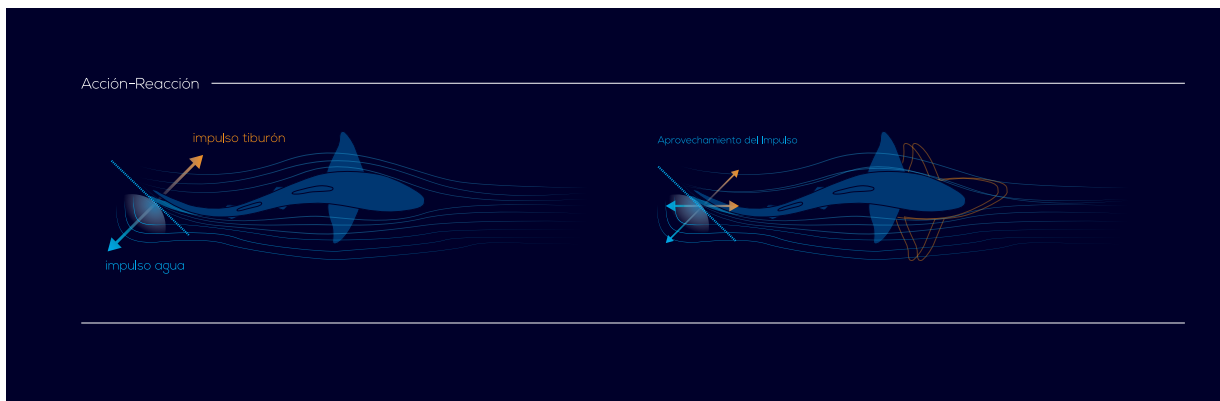 Acción-Reacción
impulso tiburón
Aprovechamiento del Impulso
impulso agua